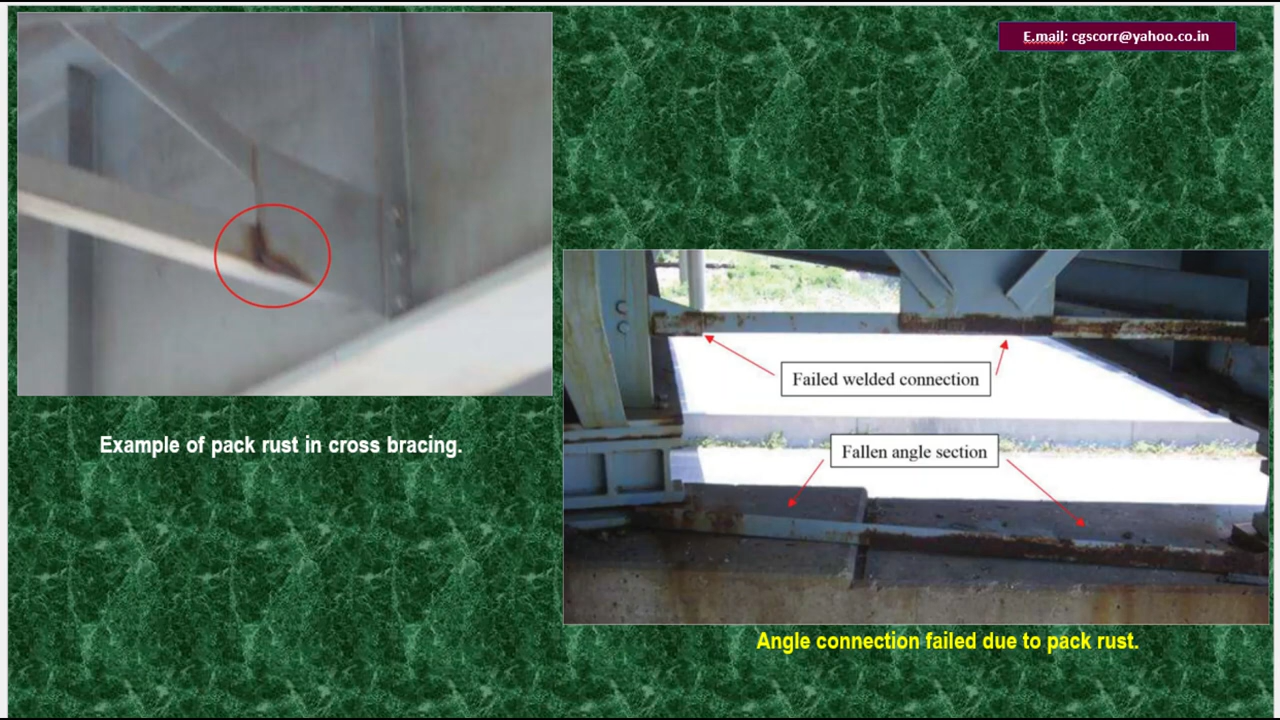 E.mail: cgscorr@yahoo.co.in
Failed welded connection
Example of pack rust in cross bracing.
Fallen angle section
Angle connection failed due to pack rust.